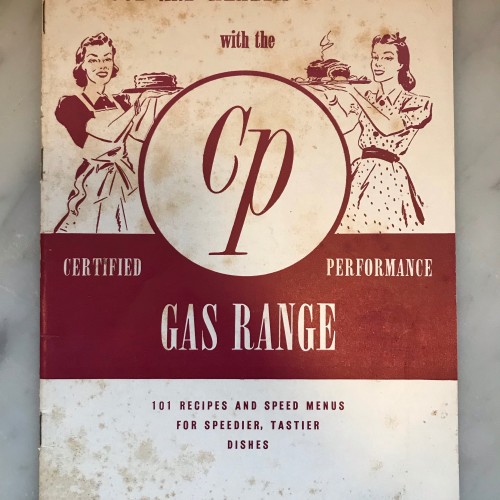 with the
cp
CERTIFIED PERFORMANCE
GAS RANGE
101 RECIPES AND SPEED MENUS
FOR SPEEDIER, TASTIER
DISHES